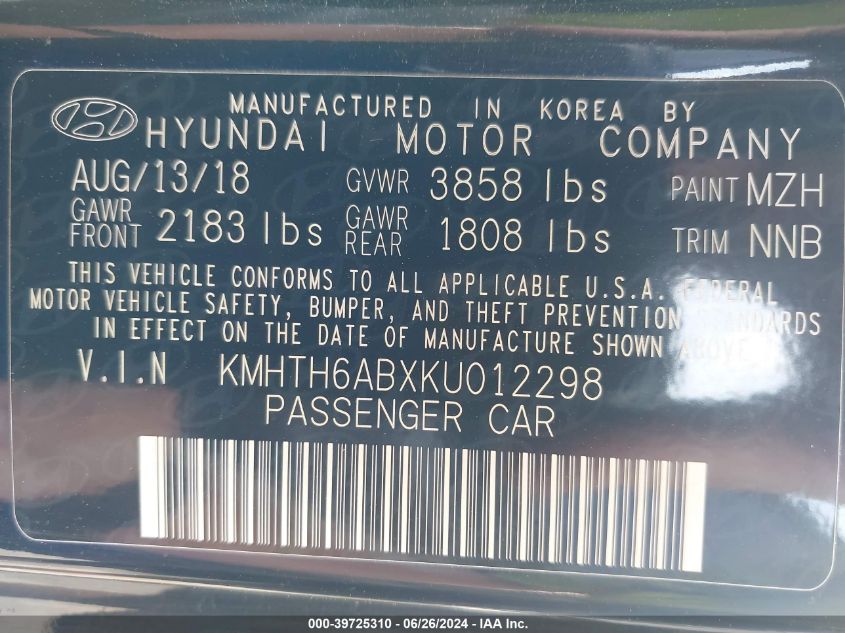 MANUFACTURED IN KOREA BY
HYUNDAI MOTOR COMPANY
AUG/13/18 GVWR 3858 lbs PAINT MZH
GAWR FRONT 2183 lbs GAWR REAR 1808 lbs TRIM NNB
THIS VEHICLE CONFORMS TO ALL APPLICABLE U.S.A. FEDERAL
MOTOR VEHICLE SAFETY, BUMPER, AND THEFT PREVENTION STANDARDS
IN EFFECT ON THE DATE OF MANUFACTURE SHOWN ABOVE
V.I.N KMHTH6ABXKU012298
PASSENGER CAR
000-39725310 - 06/26/2024 - IAAI.COM